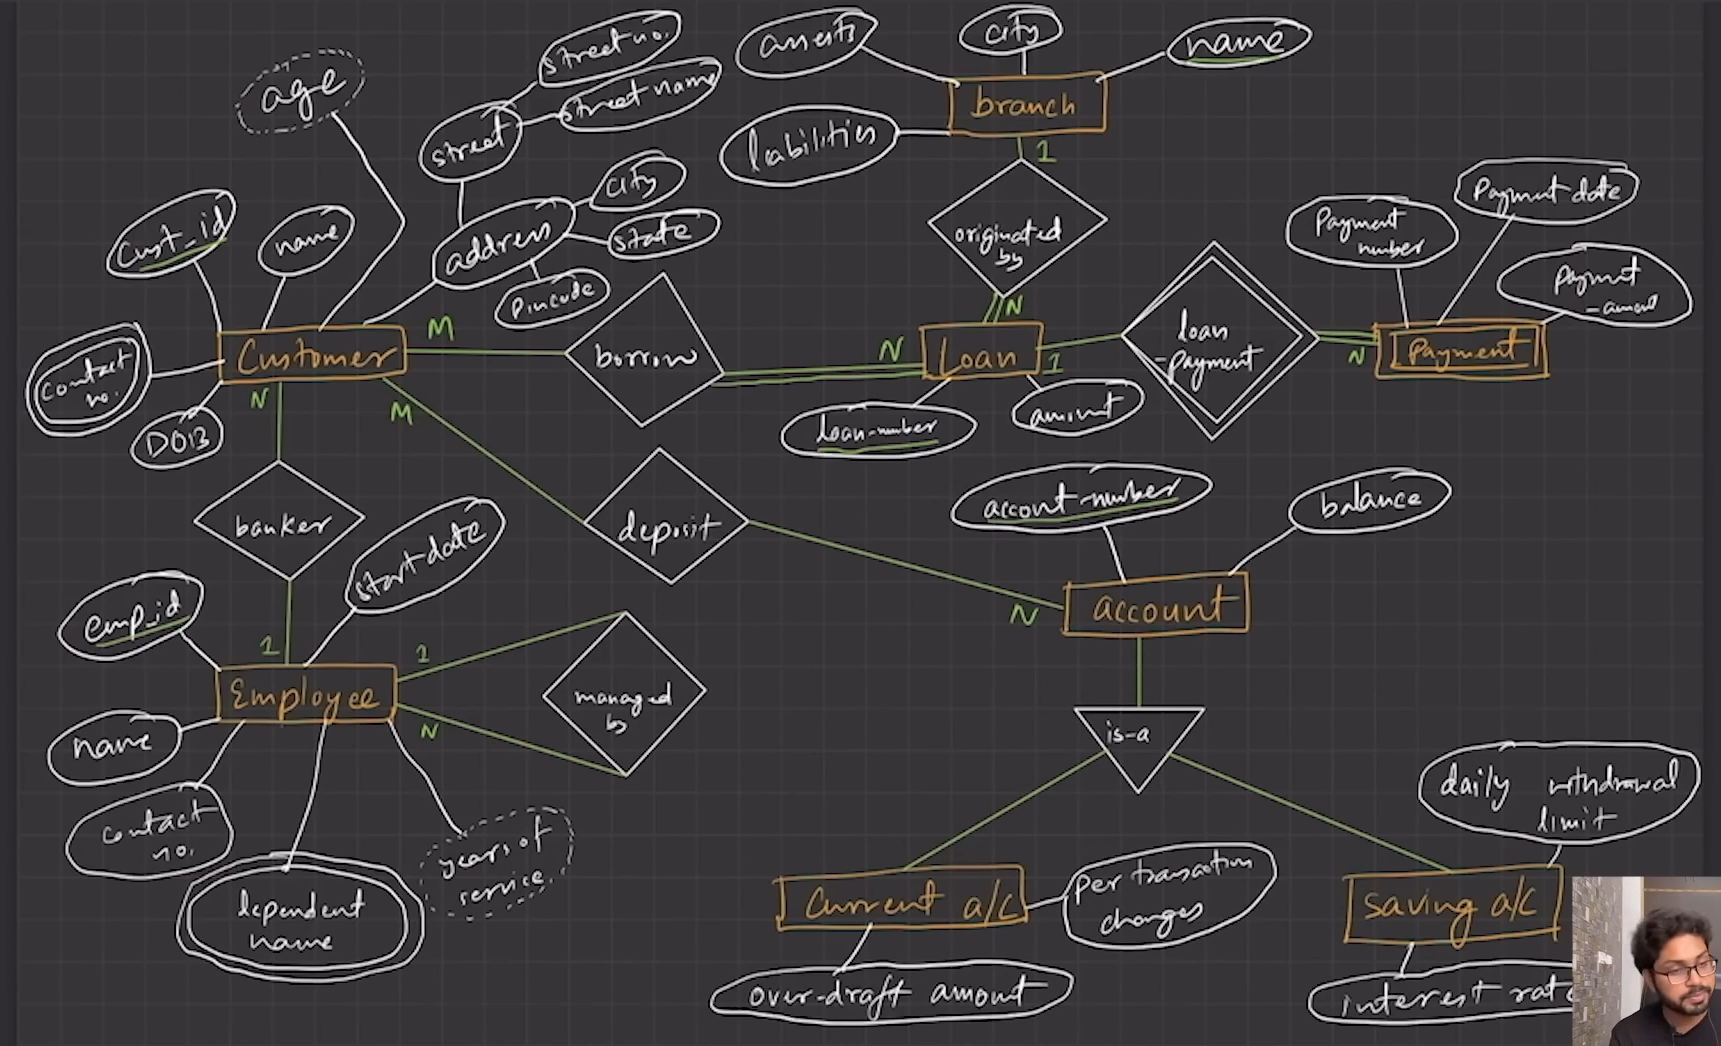 age
street no.
street name
street
city
state
address
pincode
Cust_id
name
Customer
contact
no.
DOB
M
borrow
N
assets
city
name
branch
liabilities
1
originated
by
N
Loan
1
loan-number
amount
loan
-payment
N
Payment
number
Payment date
Paymnt
-amount
Payment
N
M
banker
deposit
account-number
balance
N
account
emp_id
start date
1
Employee
1
N
managed
by
name
contact
no.
dependent
name
years of
service
is-a
Current a/c
per transaction
charges
over-draft amount
daily withdrawal
limit
saving a/c
interest rate